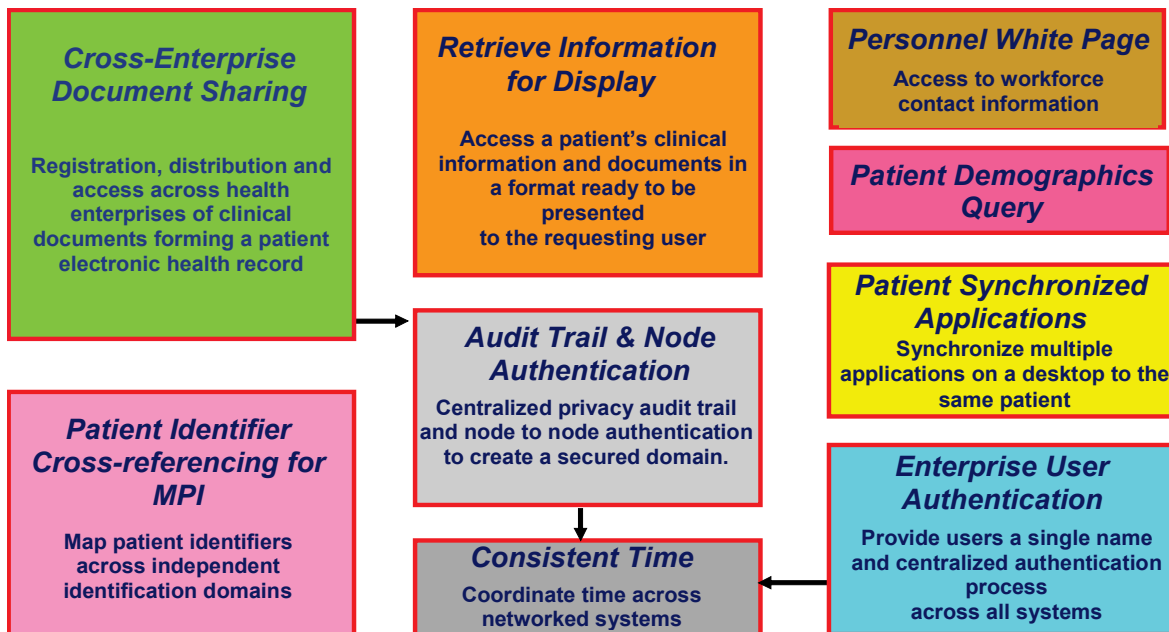 Cross-Enterprise
Document Sharing
Registration, distribution and
access across health
enterprises of clinical
documents forming a patient
electronic health record
Retrieve Information
for Display
Access a patient’s clinical
information and documents in
a format ready to be
presented
to the requesting user
Personnel White Page
Access to workforce
contact information
Patient Demographics
Query
Patient Synchronized
Applications
Synchronize multiple
applications on a desktop to the
same patient
Audit Trail & Node
Authentication
Centralized privacy audit trail
and node to node authentication
to create a secured domain.
Patient Identifier
Cross-referencing for
MPI
Map patient identifiers
across independent
identification domains
Enterprise User
Authentication
Provide users a single name
and centralized authentication
process
across all systems
Consistent Time
Coordinate time across
networked systems